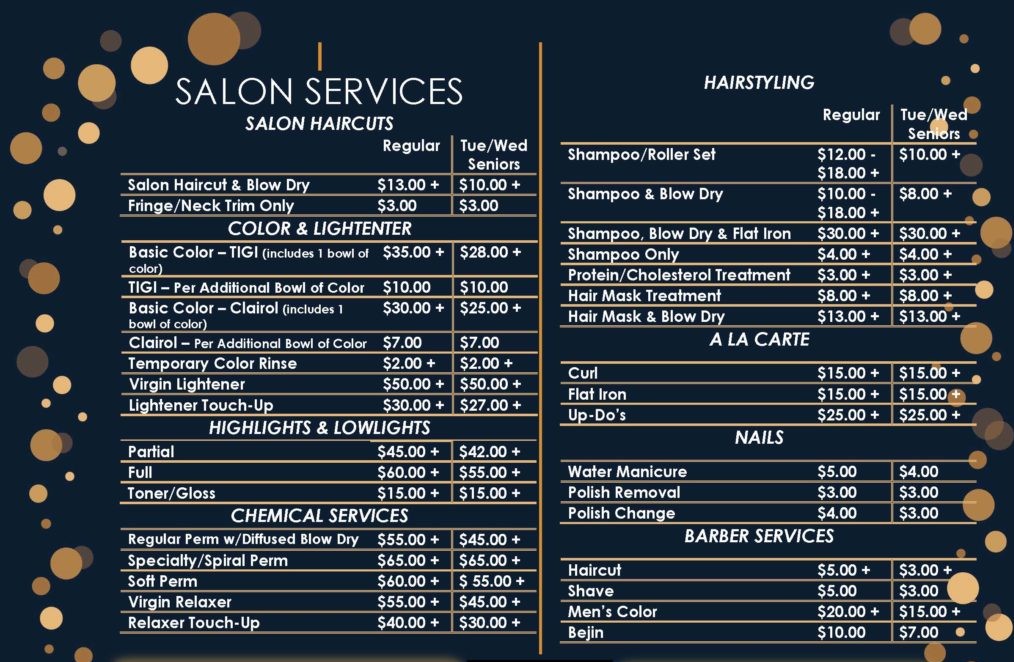 SALON SERVICES
SALON HAIRCUTS
Regular Tue/Wed
Seniors
Salon Haircut & Blow Dry $13.00 + $10.00 +
Fringe/Neck Trim Only $3.00 $3.00
COLOR & LIGHTENTER
Basic Color – TIGI (includes 1 bowl of $35.00 + $28.00 +
color)
TIGI – Per Additional Bowl of Color $10.00 $10.00
Basic Color – Clairol (includes 1 $30.00 + $25.00 +
bowl of color)
Clairol – Per Additional Bowl of Color $7.00 $7.00
Temporary Color Rinse $2.00 + $2.00 +
Virgin Lightener $50.00 + $50.00 +
Lightener Touch-Up $30.00 + $27.00 +
HIGHLIGHTS & LOWLIGHTS
Partial $45.00 + $42.00 +
Full $60.00 + $55.00 +
Toner/Gloss $15.00 + $15.00 +
CHEMICAL SERVICES
Regular Perm w/Diffused Blow Dry $55.00 + $45.00 +
Specialty/Spiral Perm $65.00 + $65.00 +
Soft Perm $60.00 + $ 55.00 +
Virgin Relaxer $55.00 + $45.00 +
Relaxer Touch-Up $40.00 + $30.00 +
HAIRSTYLING
Regular Tue/Wed
Seniors
Shampoo/Roller Set $12.00 - $10.00 +
$18.00 +
Shampoo & Blow Dry $10.00 - $8.00 +
$18.00 +
Shampoo, Blow Dry & Flat Iron $30.00 + $30.00 +
Shampoo Only $4.00 + $4.00 +
Protein/Cholesterol Treatment $3.00 + $3.00 +
Hair Mask Treatment $8.00 + $8.00 +
Hair Mask & Blow Dry $13.00 + $13.00 +
A LA CARTE
Curl $15.00 + $15.00 +
Flat Iron $15.00 + $15.00 +
Up-Do's $25.00 + $25.00 +
NAILS
Water Manicure $5.00 $4.00
Polish Removal $3.00 $3.00
Polish Change $4.00 $3.00
BARBER SERVICES
Haircut $5.00 + $3.00 +
Shave $5.00 $3.00
Men's Color $20.00 + $15.00 +
Bejin $10.00 $7.00